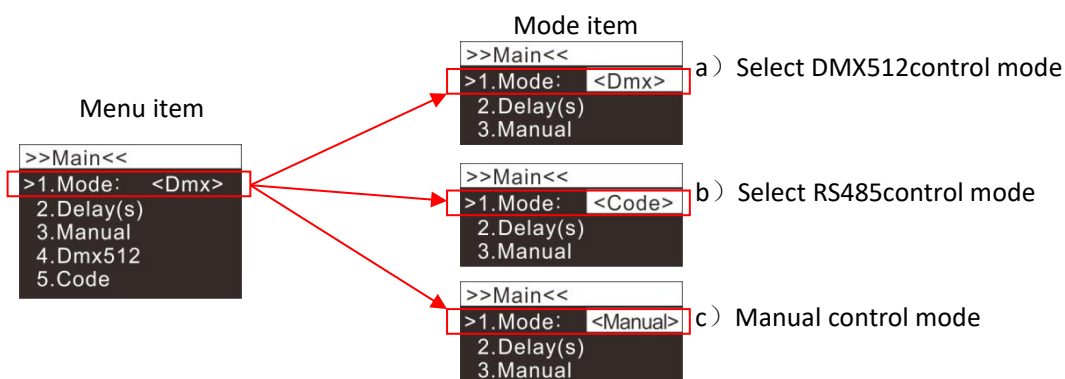 Mode item
>>Main<<
>1.Mode: <Dmx>
2.Delay(s)
3.Manual
a）Select DMX512control mode
Menu item
>>Main<<
>1.Mode: <Dmx>
2.Delay(s)
3.Manual
4.Dmx512
5.Code
>>Main<<
>1.Mode: <Code>
2.Delay(s)
3.Manual
b）Select RS485control mode
>>Main<<
>1.Mode: <Manual>
2.Delay(s)
3.Manual
c）Manual control mode